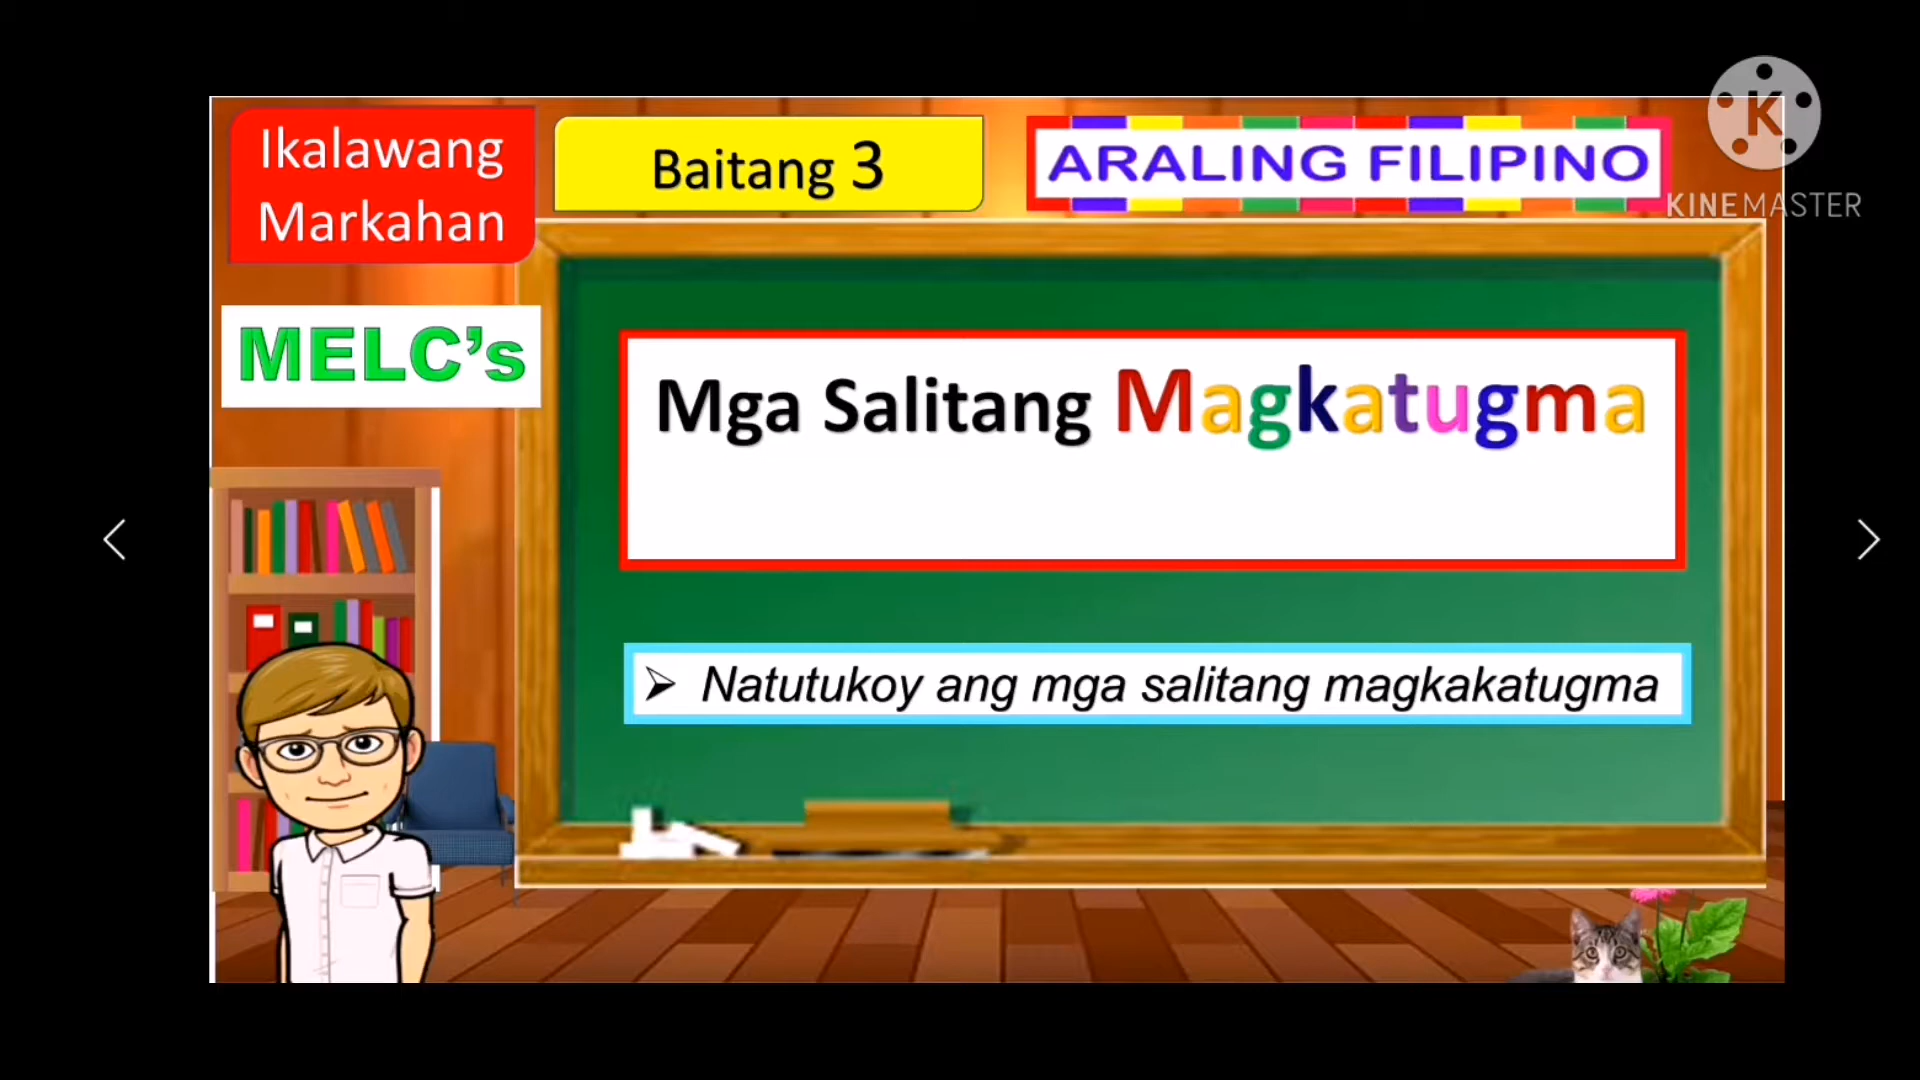 Ikalawang
Markahan
Baitang 3
ARALING FILIPINO
K
KINEMASTER
MELC's
Mga Salitang Magkatugma
➢ Natutukoy ang mga salitang magkakatugma